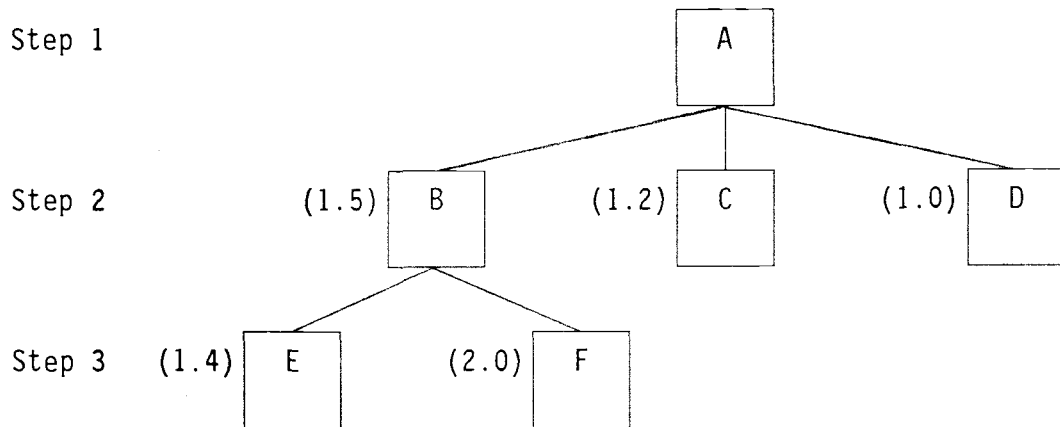 Step 1 A
Step 2 (1.5) B (1.2) C (1.0) D
Step 3 (1.4) E (2.0) F